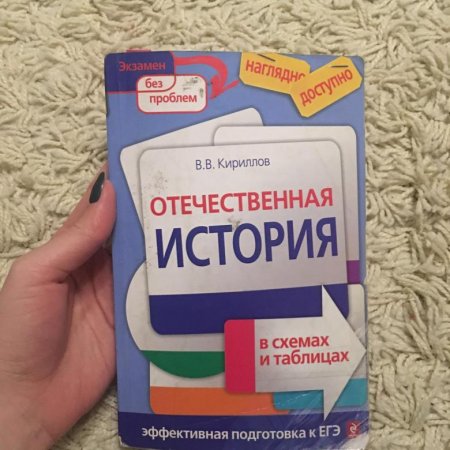 Экзамен
без
проблем
наглядно
доступно
В.В. Кириллов
ОТЕЧЕСТВЕННАЯ
ИСТОРИЯ
в схемах
и таблицах
эффективная подготовка к ЕГЭ